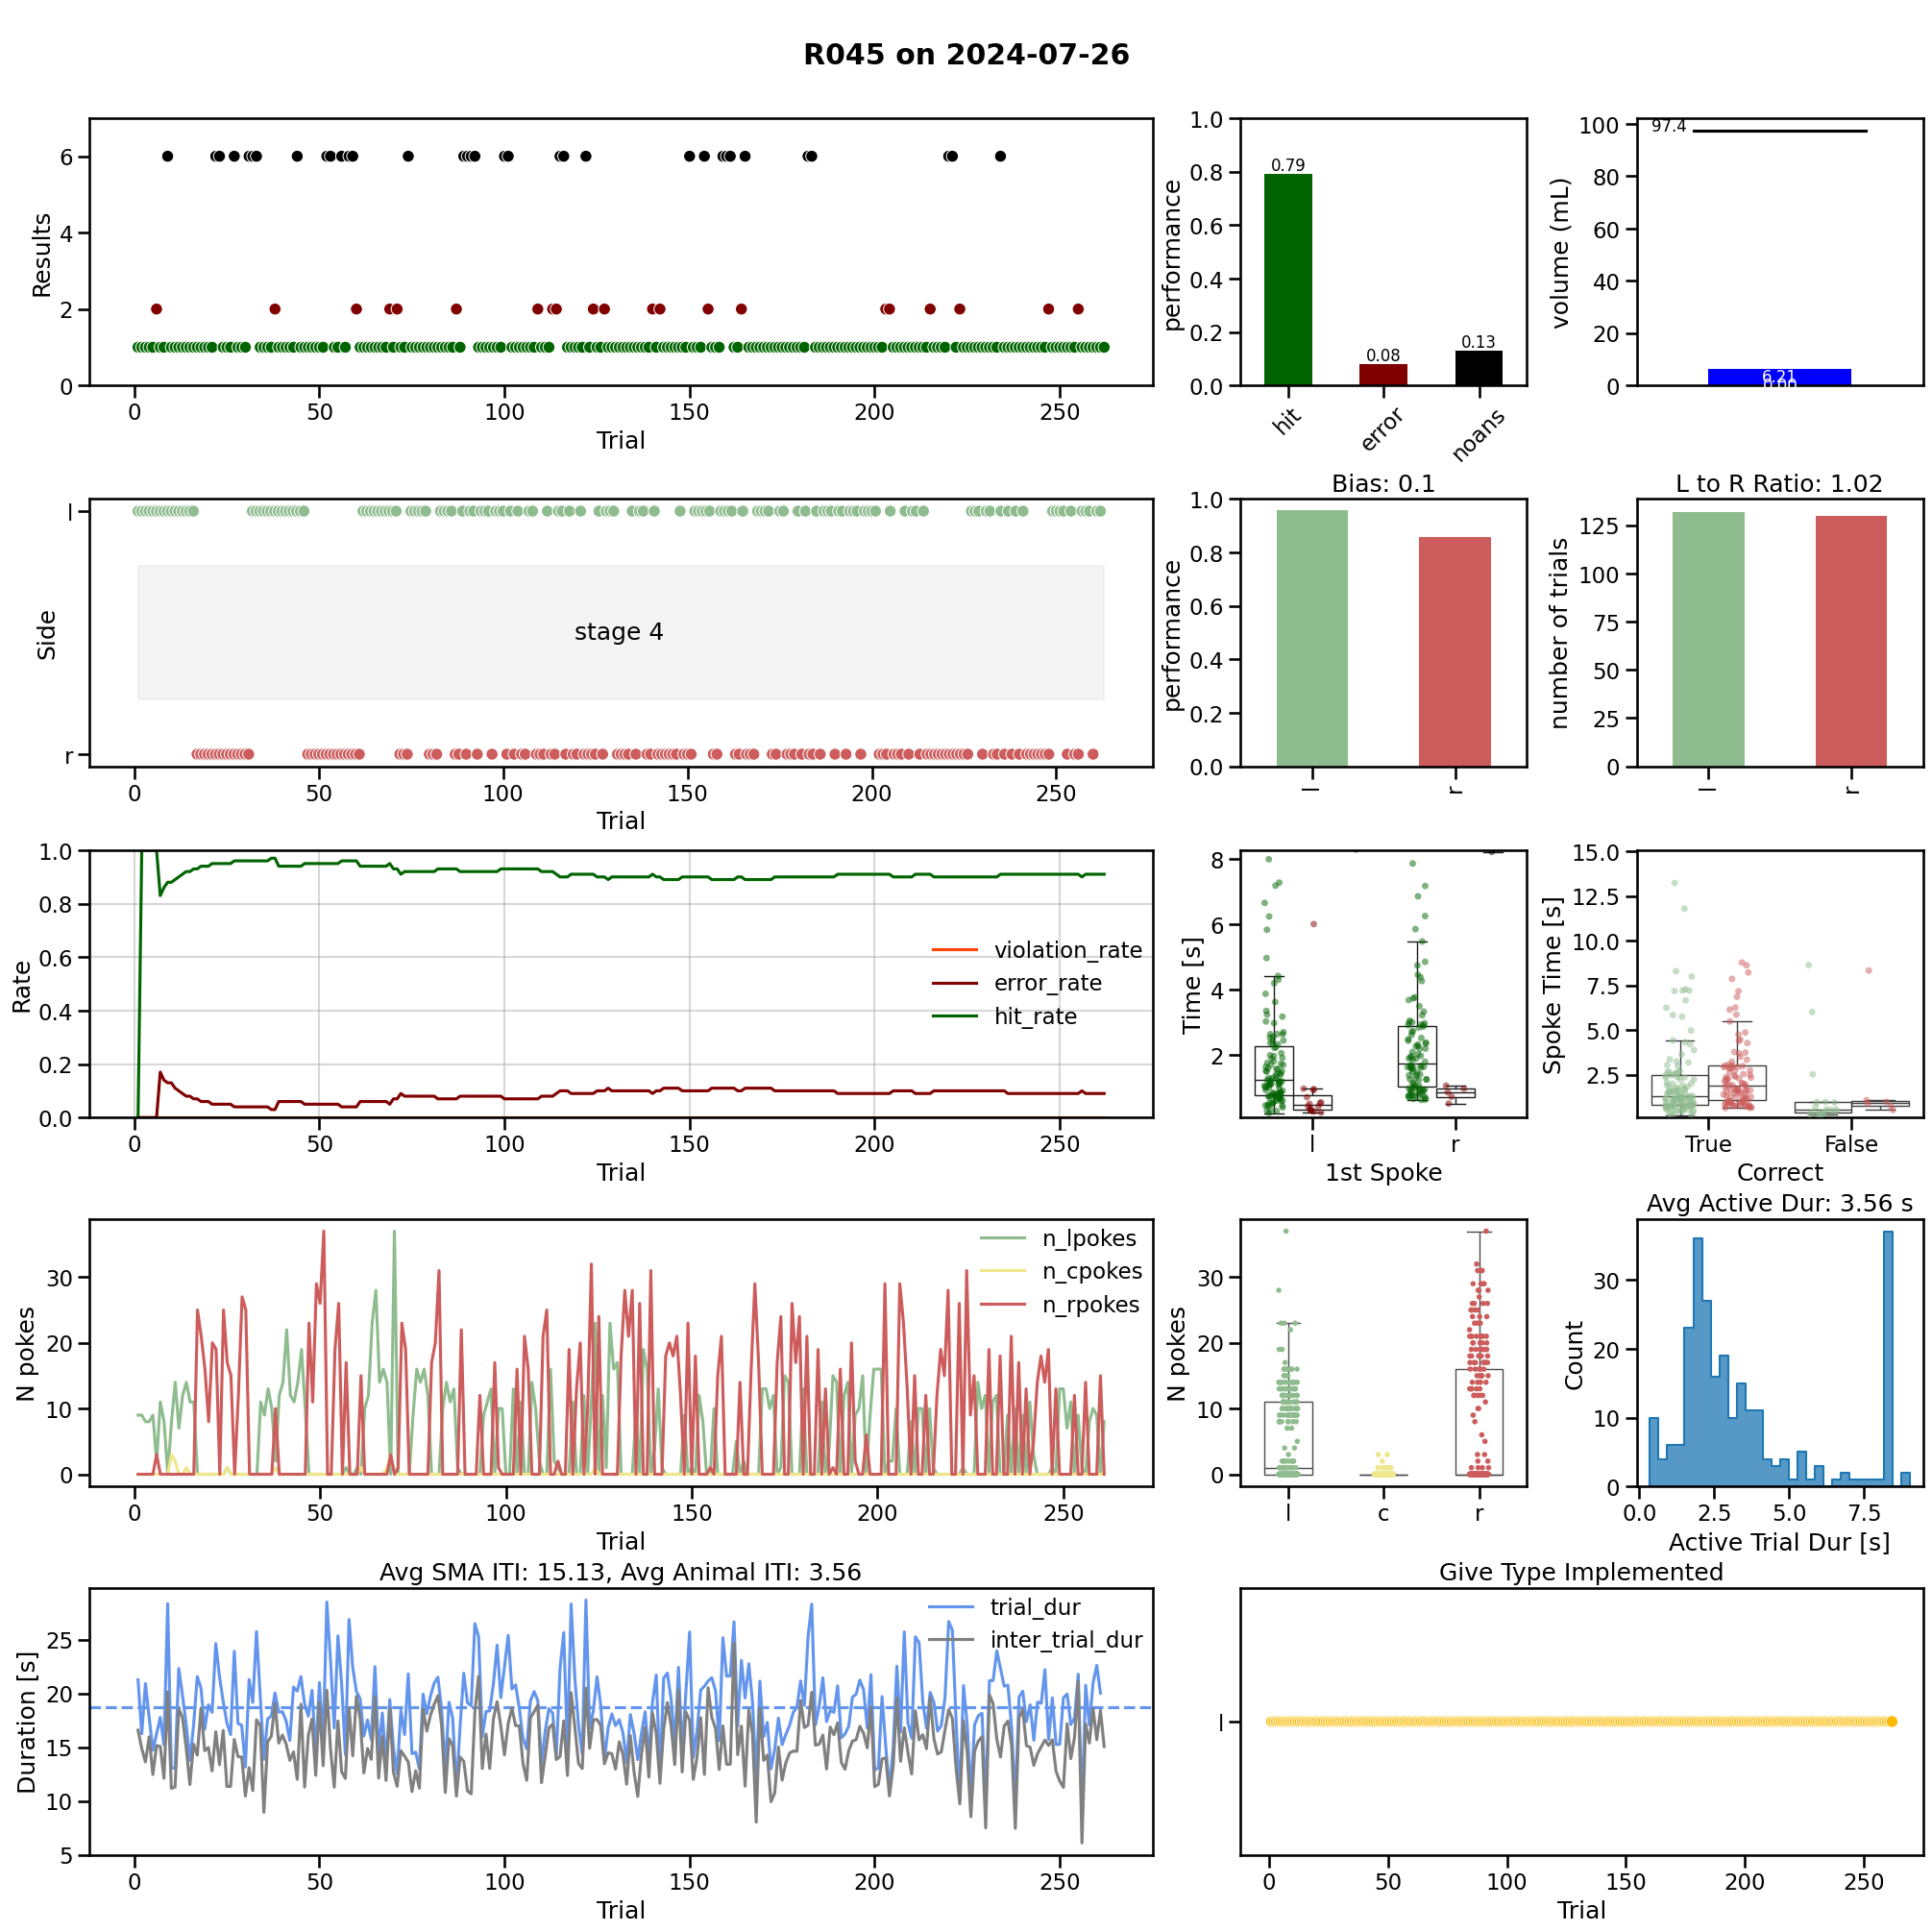 R045 on 2024-07-26
Results
6
4
2
0
0
50
100
150
200
250
Trial
performance
1.0
0.8
0.6
0.4
0.2
0.0
0.79
0.08
0.13
hit
error
noans
volume (mL)
100
80
60
40
20
0
97.4
6.21
0.00
Side
l
r
stage 4
0
50
100
150
200
250
Trial
Bias: 0.1
performance
1.0
0.8
0.6
0.4
0.2
0.0
l
r
L to R Ratio: 1.02
number of trials
125
100
75
50
25
0
l
r
Rate
1.0
0.8
0.6
0.4
0.2
0.0
violation_rate
error_rate
hit_rate
0
50
100
150
200
250
Trial
Time [s]
8
6
4
2
l
r
1st Spoke
Spoke Time [s]
15.0
12.5
10.0
7.5
5.0
2.5
True
False
Correct
N pokes
30
20
10
0
n_lpokes
n_cpokes
n_rpokes
0
50
100
150
200
250
Trial
N pokes
30
20
10
0
l
c
r
Avg Active Dur: 3.56 s
Count
30
20
10
0
0.0
2.5
5.0
7.5
Active Trial Dur [s]
Avg SMA ITI: 15.13, Avg Animal ITI: 3.56
Duration [s]
25
20
15
10
5
trial_dur
inter_trial_dur
0
50
100
150
200
250
Trial
Give Type Implemented
l
0
50
100
150
200
250
Trial